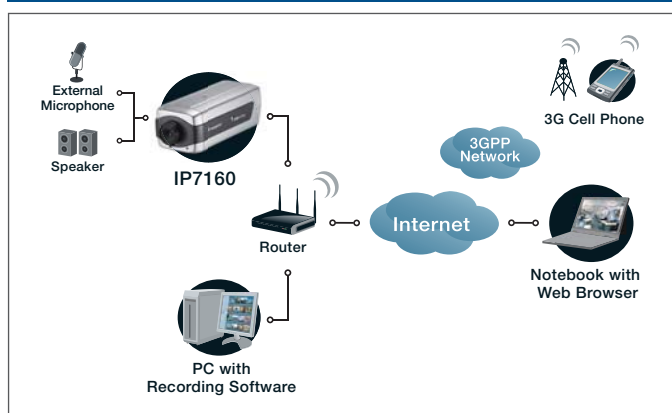 External
Microphone
Speaker
IP7160
3G Cell Phone
3GPP
Network
Internet
Router
Notebook with
Web Browser
PC with
Recording Software